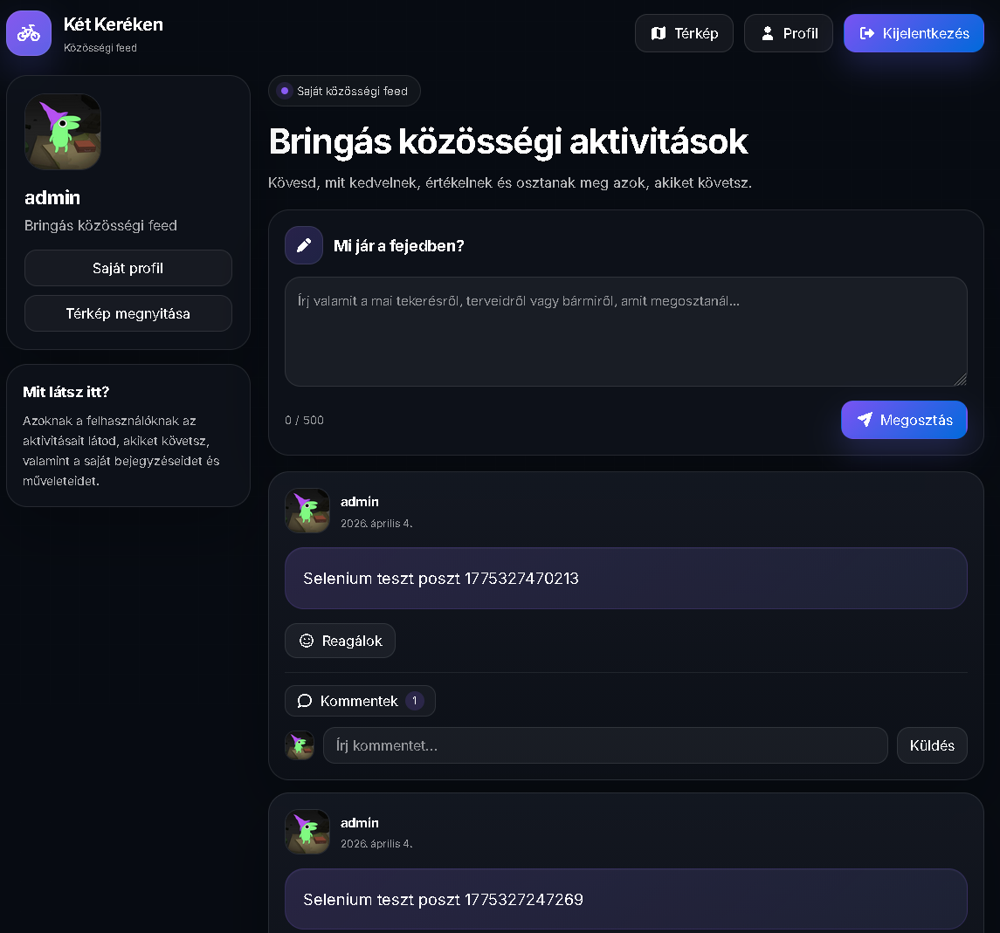 Két Keréken
Közösségi feed
Térkép
Profil
Kijelentkezés
admin
Bringás közösségi feed
Saját profil
Térkép megnyitása
Mit látsz itt?
Azoknak a felhasználóknak az
aktivitásait látod, akiket követsz,
valamint a saját bejegyzéseidet és
műveleteidet.
Saját közösségi feed
Bringás közösségi aktivitások
Kövesd, mit kedvelnek, értékelnek és osztanak meg azok, akiket követsz.
Mi jár a fejedben?
Írj valamit a mai tekerésről, terveidről vagy bármiről, amit megosztanál...
0 / 500
Megosztás
admin
2026. április 4.
Selenium teszt poszt 1775327470213
Reagálok
Kommentek 1
Írj kommentet...
Küldés
admin
2026. április 4.
Selenium teszt poszt 1775327247269